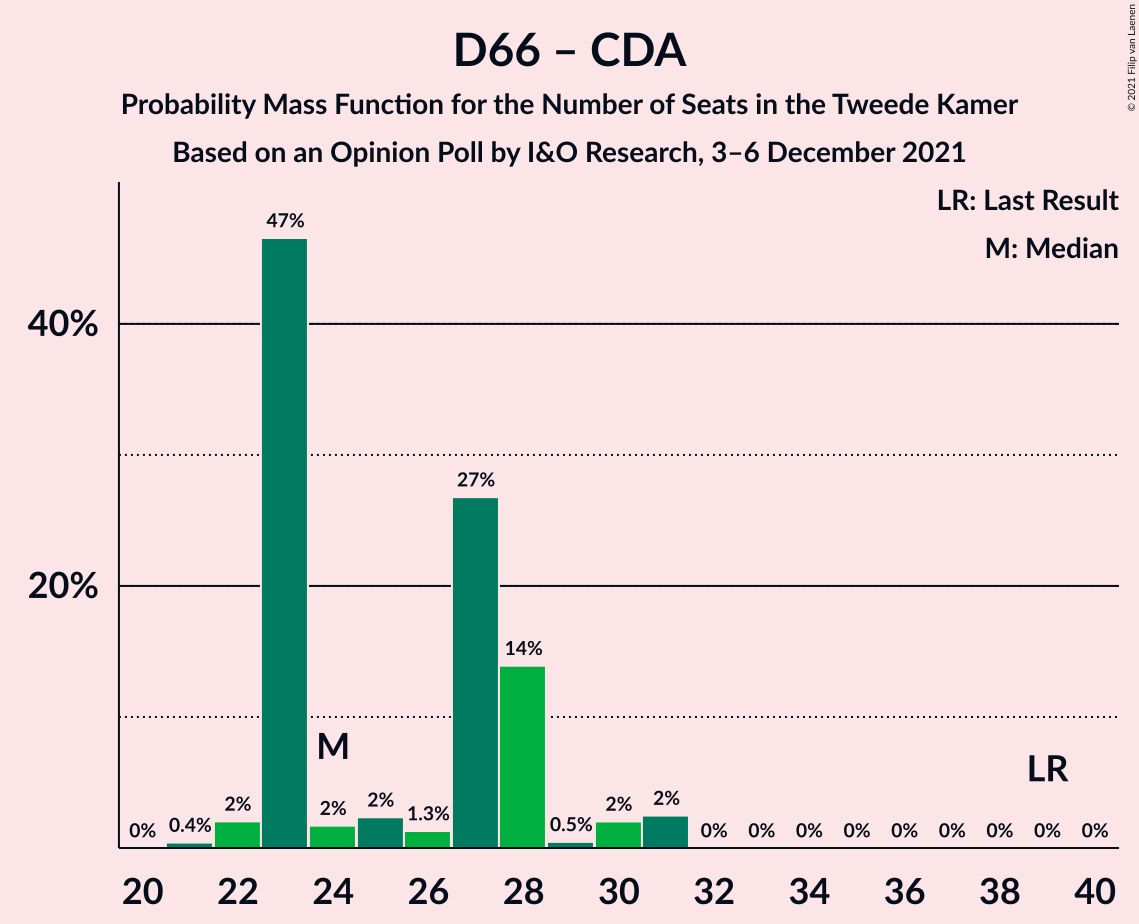 D66 – CDA
Probability Mass Function for the Number of Seats in the Tweede Kamer
Based on an Opinion Poll by I&O Research, 3–6 December 2021
© 2021 Filip van Laenen
LR: Last Result
M: Median
47%
40%
27%
20%
14%
M
LR
0% 0.4% 2% 2% 2% 1.3% 0.5% 2% 2% 0% 0% 0% 0% 0% 0% 0% 0% 0%
20 22 24 26 28 30 32 34 36 38 40